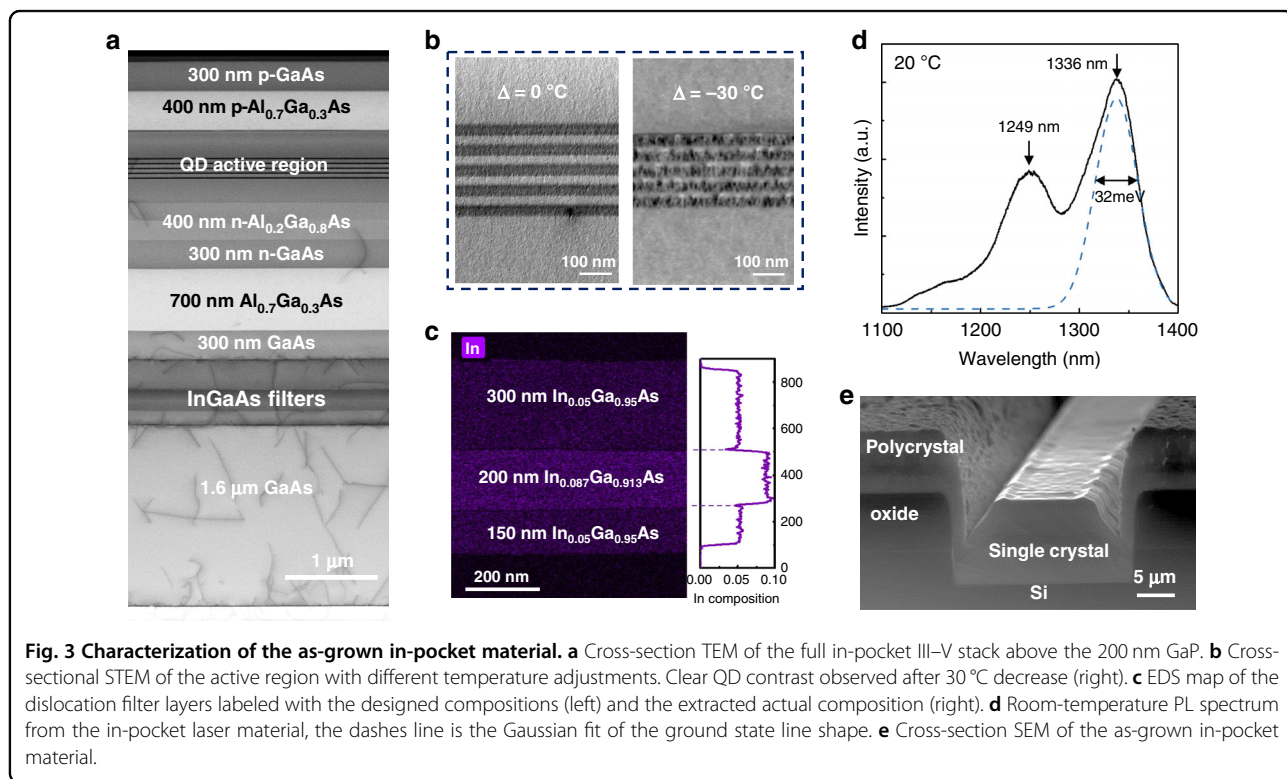 a
300 nm p-GaAs
400 nm p-Al0.7Ga0.3As
QD active region
400 nm n-Al0.2Ga0.8As
300 nm n-GaAs
700 nm Al0.7Ga0.3As
300 nm GaAs
InGaAs filters
1.6 μm GaAs
1 μm
b
Δ = 0 °C
Δ = –30 °C
100 nm
100 nm
c
In
300 nm In0.05Ga0.95As
200 nm In0.087Ga0.913As
150 nm In0.05Ga0.95As
200 nm
800
600
400
200
0
0.00 0.05 0.10
In composition
d
20 °C
1336 nm
1249 nm
32meV
Intensity (a.u.)
1100 1200 1300 1400
Wavelength (nm)
e
Polycrystal
oxide
Single crystal
Si
5 μm
Fig. 3 Characterization of the as-grown in-pocket material. a Cross-section TEM of the full in-pocket III–V stack above the 200 nm GaP. b Cross-
sectional STEM of the active region with different temperature adjustments. Clear QD contrast observed after 30 °C decrease (right). c EDS map of the
dislocation filter layers labeled with the designed compositions (left) and the extracted actual composition (right). d Room-temperature PL spectrum
from the in-pocket laser material, the dashes line is the Gaussian fit of the ground state line shape. e Cross-section SEM of the as-grown in-pocket
material.